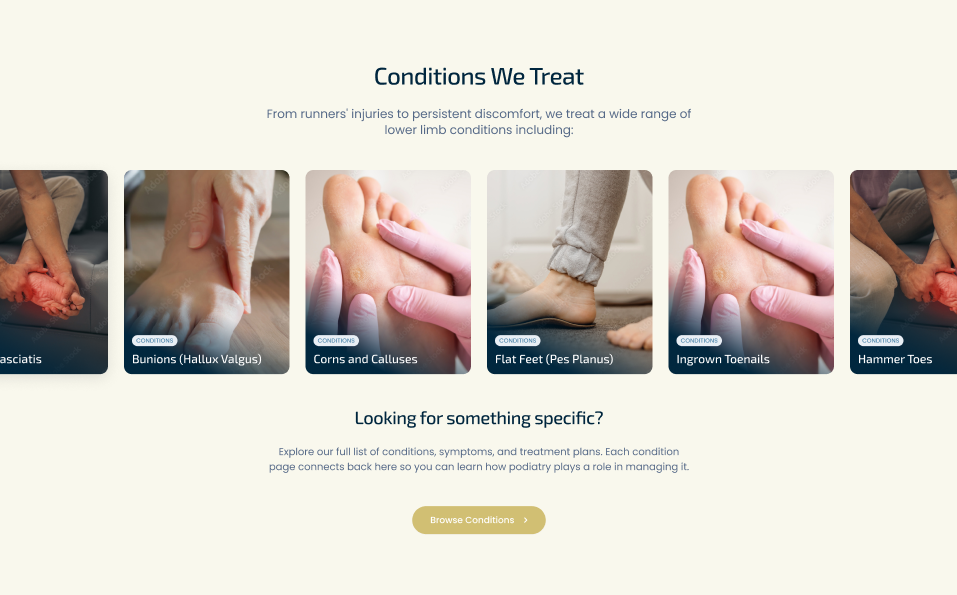 Conditions We Treat
From runners' injuries to persistent discomfort, we treat a wide range of
lower limb conditions including:
asciatis
CONDITIONS
Bunions (Hallux Valgus)
CONDITIONS
Corns and Calluses
CONDITIONS
Flat Feet (Pes Planus)
CONDITIONS
Ingrown Toenails
CONDITIONS
Hammer Toes
Looking for something specific?
Explore our full list of conditions, symptoms, and treatment plans. Each condition
page connects back here so you can learn how podiatry plays a role in managing it.
Browse Conditions